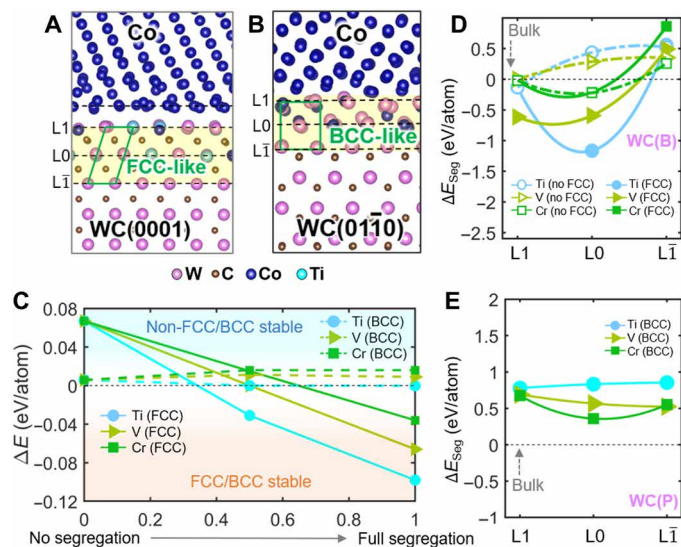 A
Co
L1
L0
L1̄
FCC-like
WC(0001)
B
Co
L1
L0
L1̄
BCC-like
WC(011̄0)
W C Co Ti
C
ΔE (eV/atom)
0.08
0.04
0
−0.04
−0.08
−0.12
Non-FCC/BCC stable
Ti (BCC)
V (BCC)
Cr (BCC)
Ti (FCC)
V (FCC)
Cr (FCC)
FCC/BCC stable
0 0.2 0.4 0.6 0.8 1
No segregation
Full segregation
D
ΔESeg (eV/atom)
0.5
0
-0.5
-1
-1.5
-2
-2.5
Bulk
WC(B)
Ti (no FCC) Ti (FCC)
V (no FCC) V (FCC)
Cr (no FCC) Cr (FCC)
L1 L0 L1̄
E
ΔESeg (eV/atom)
2
1.5
1
0.5
0
-0.5
-1
Ti (BCC)
V (BCC)
Cr (BCC)
Bulk
WC(P)
L1 L0 L1̄